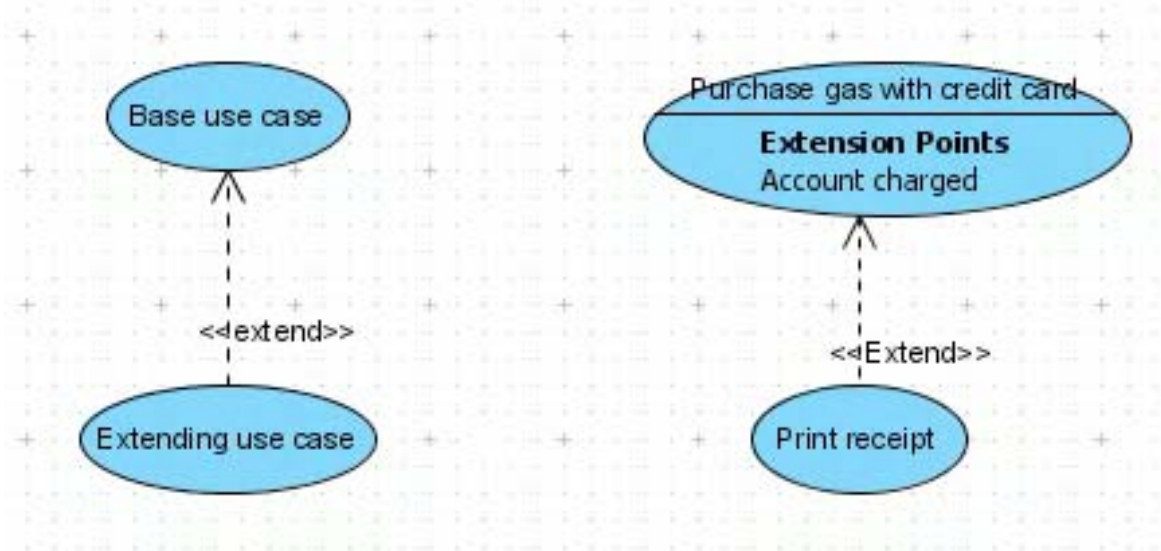 Base use case
<<extend>>
Extending use case
Purchase gas with credit card
Extension Points
Account charged
<<Extend>>
Print receipt